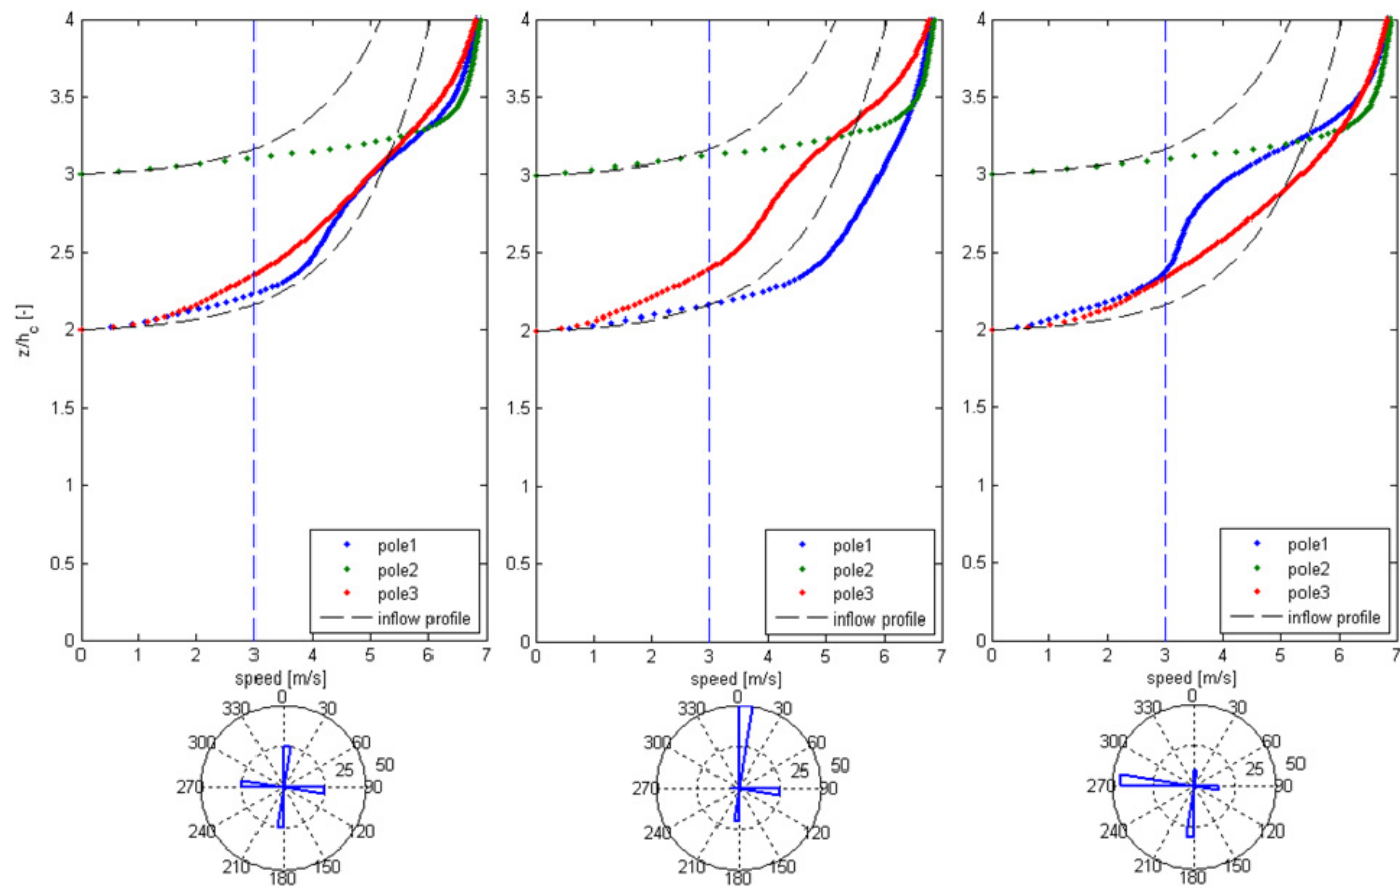 4 4 4
3.5 3.5 3.5
3 3 3
2.5 2.5 2.5
z/h_c [-]
2 2 2
1.5 1.5 1.5
1 1 1
0.5 0.5 0.5
0 0 0
pole1
pole2
pole3
inflow profile
pole1
pole2
pole3
inflow profile
pole1
pole2
pole3
inflow profile
0 1 2 3 4 5 6 7
0 1 2 3 4 5 6 7
0 1 2 3 4 5 6 7
speed [m/s]
speed [m/s]
speed [m/s]
0
330 30
300 60
25 50
270 90
240 120
210 150
180
0
330 30
300 60
25 50
270 90
240 120
210 150
180
0
330 30
300 60
25 50
270 90
240 120
210 150
180